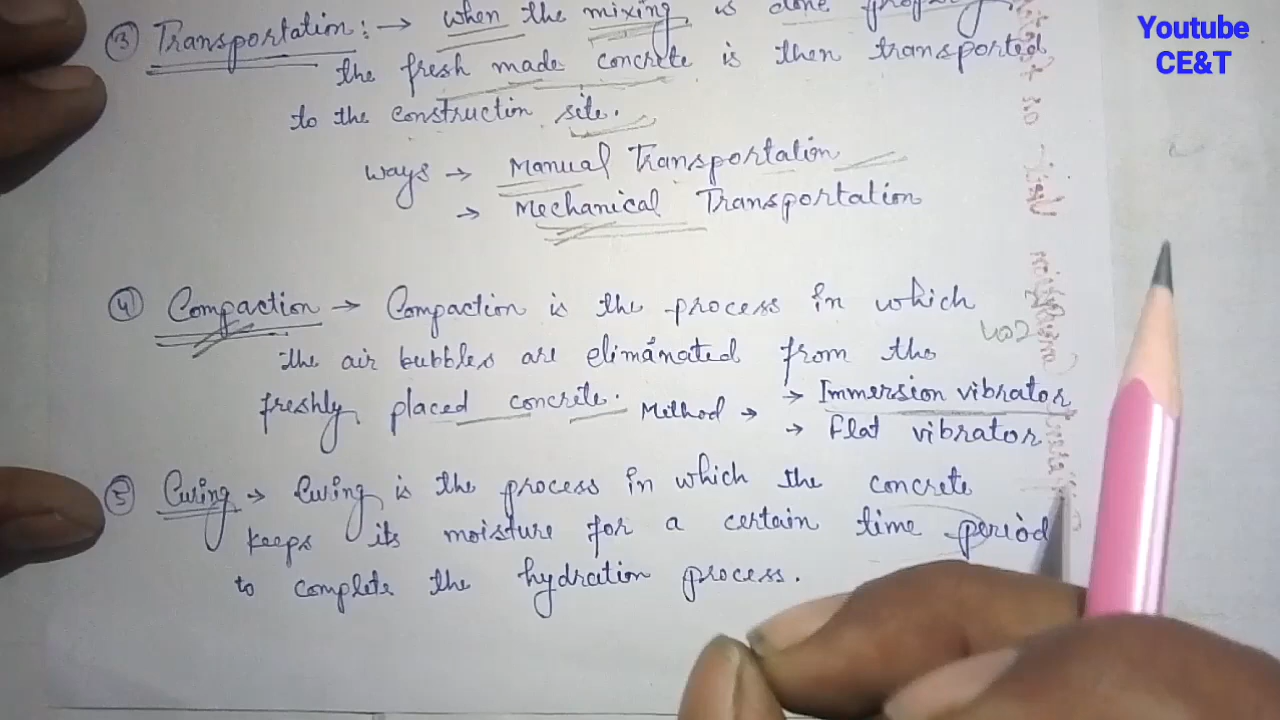 Youtube
CE&T
③ Transportation: → when the mixing is done properly
the fresh made concrete is then transported
to the construction site.
ways → Manual Transportation
→ Mechanical Transportation
④ Compaction → Compaction is the process in which
the air bubbles are elimánated from the
freshly placed concrete. Method → → Immersion vibrator
→ flat vibrator
⑤ Curing → Curing is the process in which the concrete
keeps its moisture for a certain time period
to complete the hydration process.